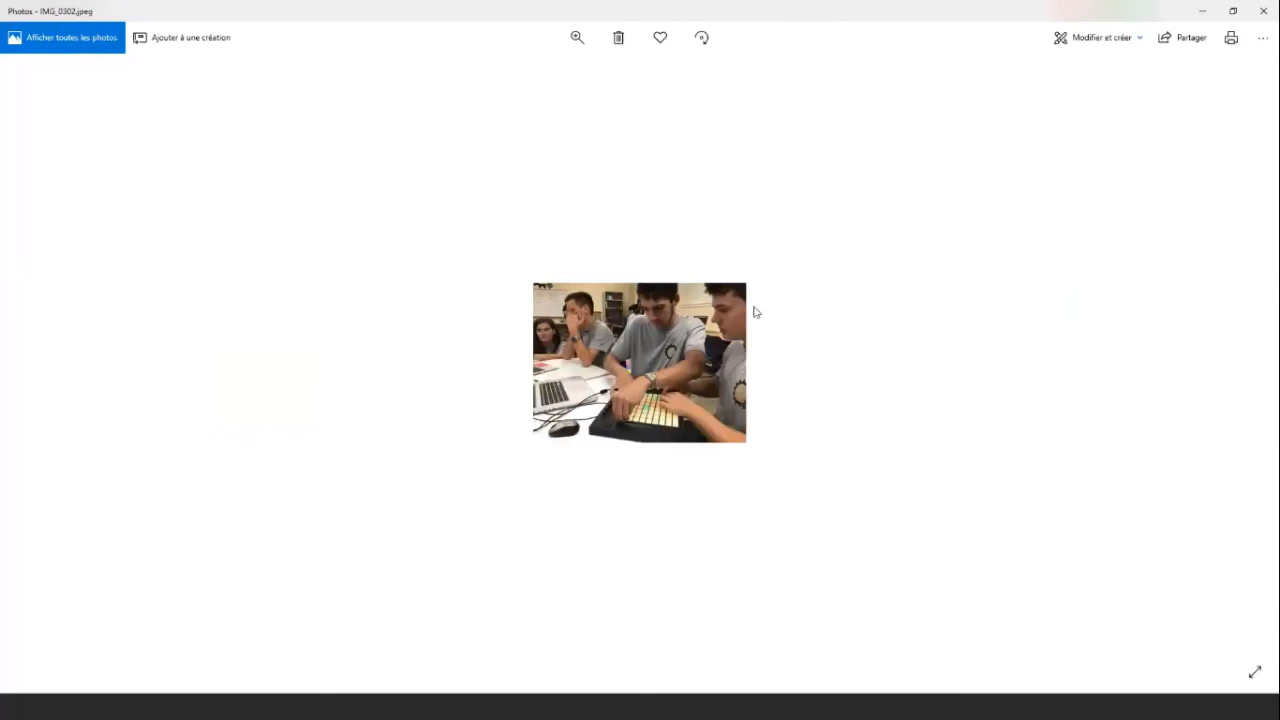 Photos - IMG_0302.jpeg
Afficher toutes les photos
Ajouter à une création
Modifier et créer
Partager